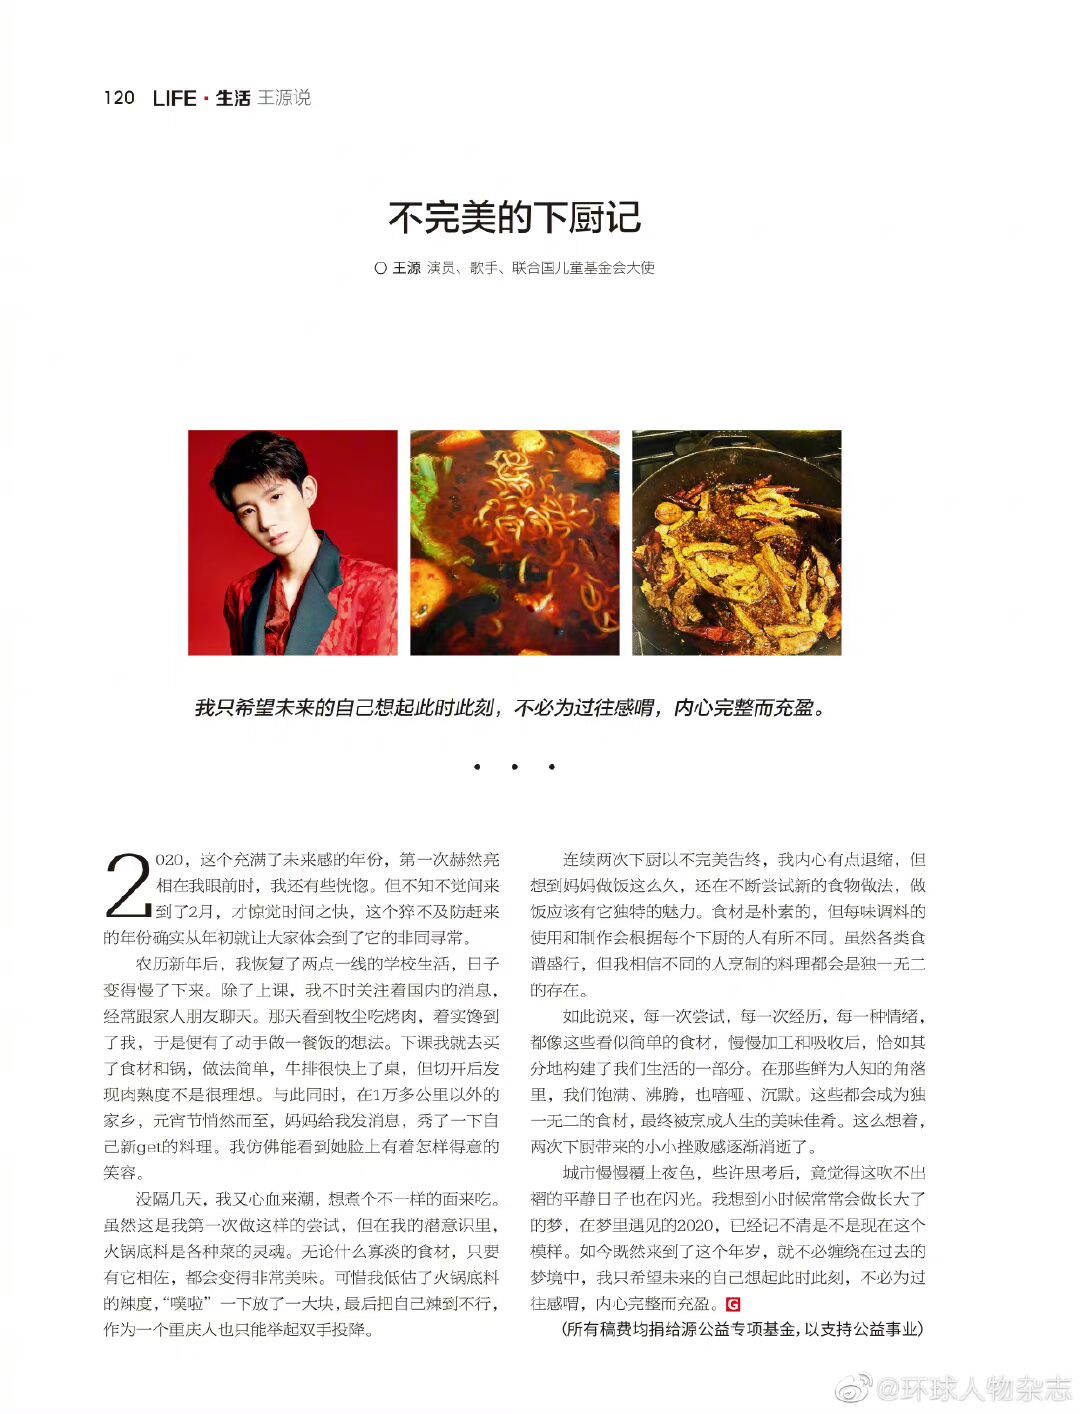 120 LIFE·生活 王源说
不完美的下厨记
○ 王源 演员、歌手、联合国儿童基金会大使
我只希望未来的自己想起此时此刻，不必为过往感喟，内心完整而充盈。
• • •
2020，这个充满了未来感的年份，第一次赫然亮
相在我眼前时，我还有些恍惚。但不知不觉间来
到了2月，才惊觉时间之快，这个猝不及防赶来
的年份确实从年初就让大家体会到了它的非同寻常。
农历新年后，我恢复了两点一线的学校生活，日子
变得慢了下来。除了上课，我不时关注着国内的消息，
经常跟家人朋友聊天。那天看到牧尘吃烤肉，着实馋到
了我，于是便有了动手做一餐饭的想法。下课我就去买
了食材和锅，做法简单，牛排很快上了桌，但切开后发
现肉熟度不是很理想。与此同时，在1万多公里以外的
家乡，元宵节悄然而至，妈妈给我发消息，秀了一下自
己新get的料理。我仿佛能看到她脸上有着怎样得意的
笑容。
没隔几天，我又心血来潮，想煮个不一样的面来吃。
虽然这是我第一次做这样的尝试，但在我的潜意识里，
火锅底料是各种菜的灵魂。无论什么寡淡的食材，只要
有它相佐，都会变得非常美味。可惜我低估了火锅底料
的辣度，“噗啦”一下放了一大块，最后把自己辣到不行，
作为一个重庆人也只能举起双手投降。
连续两次下厨以不完美告终，我内心有点退缩，但
想到妈妈做饭这么久，还在不断尝试新的食物做法，做
饭应该有它独特的魅力。食材是朴素的，但每味调料的
使用和制作会根据每个下厨的人有所不同。虽然各类食
谱盛行，但我相信不同的人烹制的料理都会是独一无二
的存在。
如此说来，每一次尝试，每一次经历，每一种情绪，
都像这些看似简单的食材，慢慢加工和吸收后，恰如其
分地构建了我们生活的一部分。在那些鲜为人知的角落
里，我们饱满、沸腾，也喑哑、沉默。这些都会成为独
一无二的食材，最终被烹成人生的美味佳肴。这么想着，
两次下厨带来的小小挫败感逐渐消逝了。
城市慢慢覆上夜色，些许思考后，竟觉得这吹不出
褶的平静日子也在闪光。我想到小时候常常会做长大了
的梦，在梦里遇见的2020，已经记不清是不是现在这个
模样。如今既然来到了这个年岁，就不必缠绕在过去的
梦境中，我只希望未来的自己想起此时此刻，不必为过
往感喟，内心完整而充盈。G
（所有稿费均捐给源公益专项基金，以支持公益事业）
@环球人物杂志